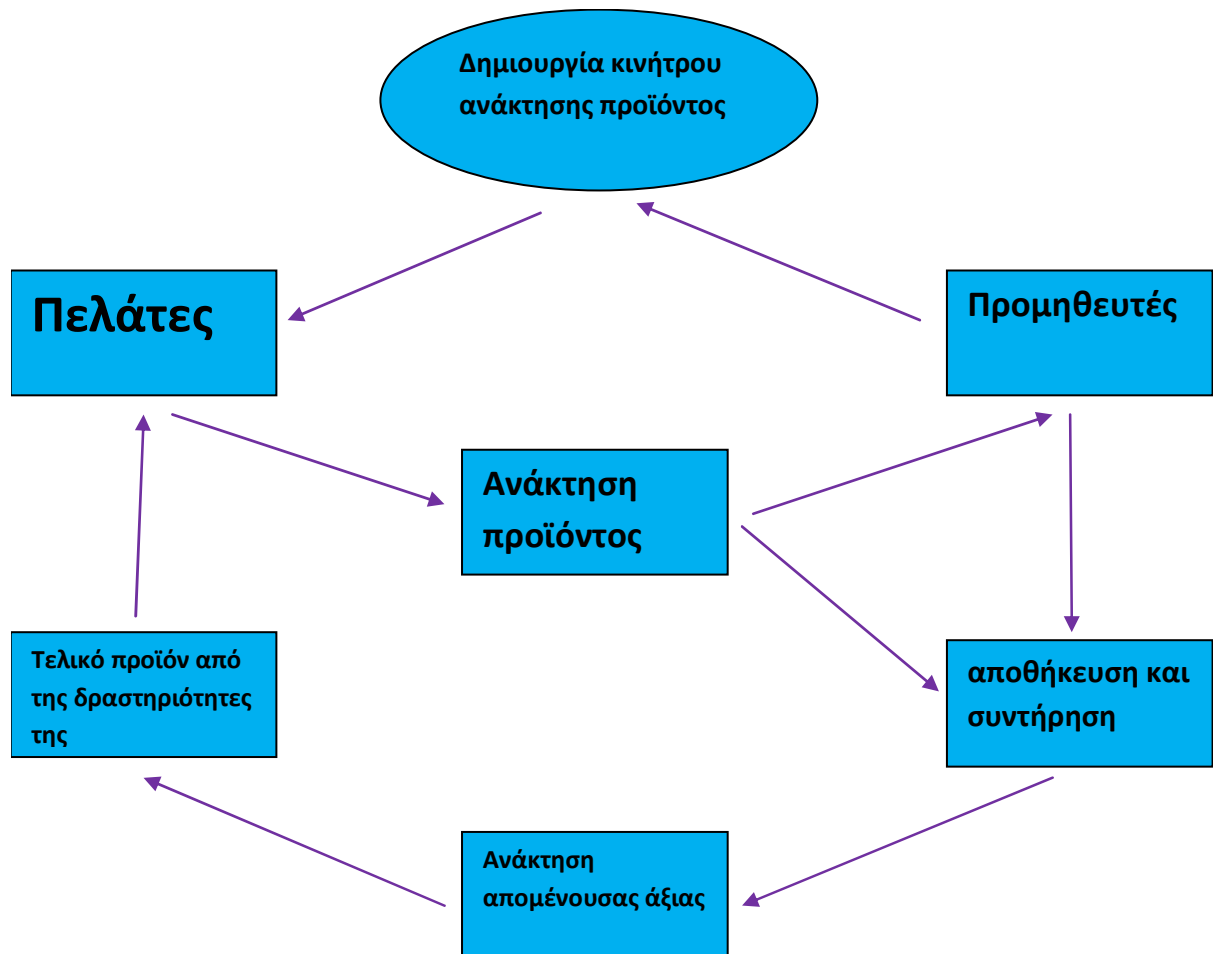 Δημιουργία κινήτρου
ανάκτησης προϊόντος
Πελάτες
Προμηθευτές
Ανάκτηση
προϊόντος
Τελικό προϊόν από
της δραστηριότητες
της
αποθήκευση και
συντήρηση
Ανάκτηση
απομένουσας άξιας